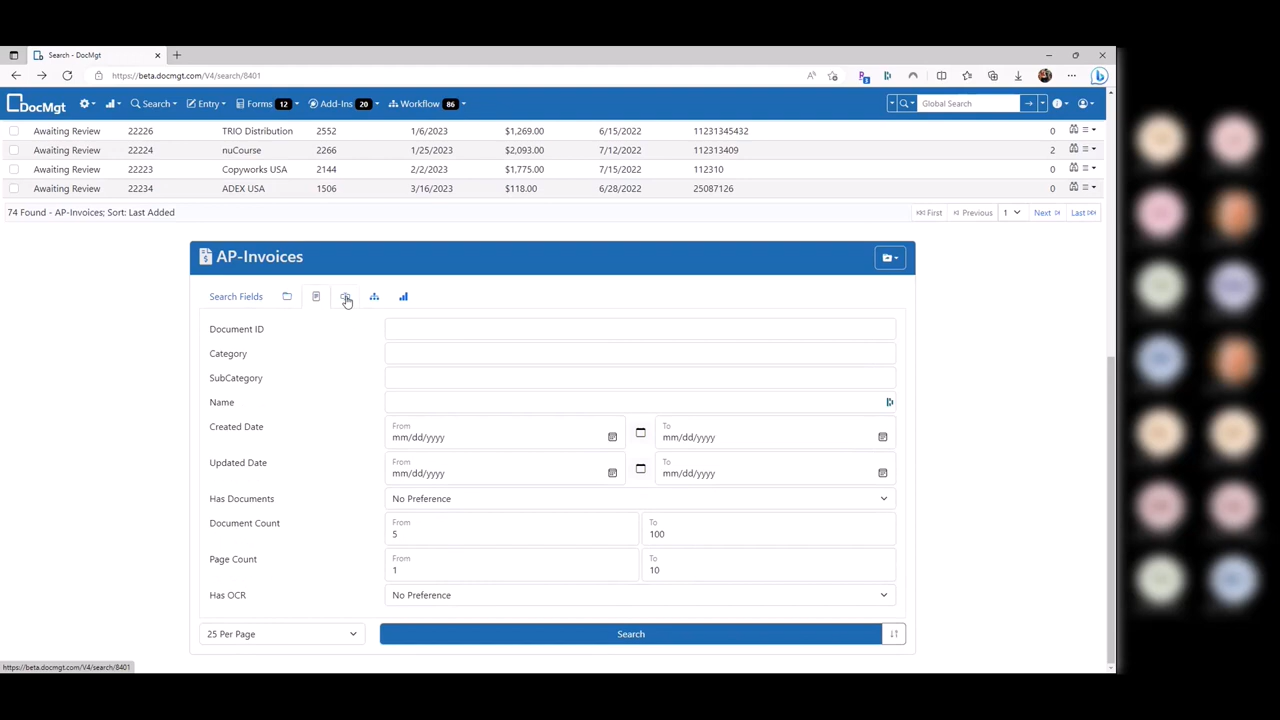 Search - DocMgt
https://beta.docmgt.com/V4/search/8401
DocMgt Search Entry Forms 12 Add-Ins 20 Workflow 86 Global Search
Awaiting Review 22226 TRIO Distribution 2552 1/6/2023 $1,269.00 6/15/2022 11231345432 0
Awaiting Review 22224 nuCourse 2266 1/25/2023 $2,093.00 7/12/2022 112313409 2
Awaiting Review 22223 Copyworks USA 2144 2/2/2023 $1,775.00 7/15/2022 112310 0
Awaiting Review 22234 ADEX USA 1506 3/16/2023 $118.00 6/28/2022 25087126 0
74 Found - AP-Invoices; Sort: Last Added First Previous 1 Next Last
AP-Invoices
Search Fields
Document ID
Category
SubCategory
Name
Created Date From mm/dd/yyyy To mm/dd/yyyy
Updated Date From mm/dd/yyyy To mm/dd/yyyy
Has Documents No Preference
Document Count From 5 To 100
Page Count From 1 To 10
Has OCR No Preference
25 Per Page Search
https://beta.docmgt.com/V4/search/8401